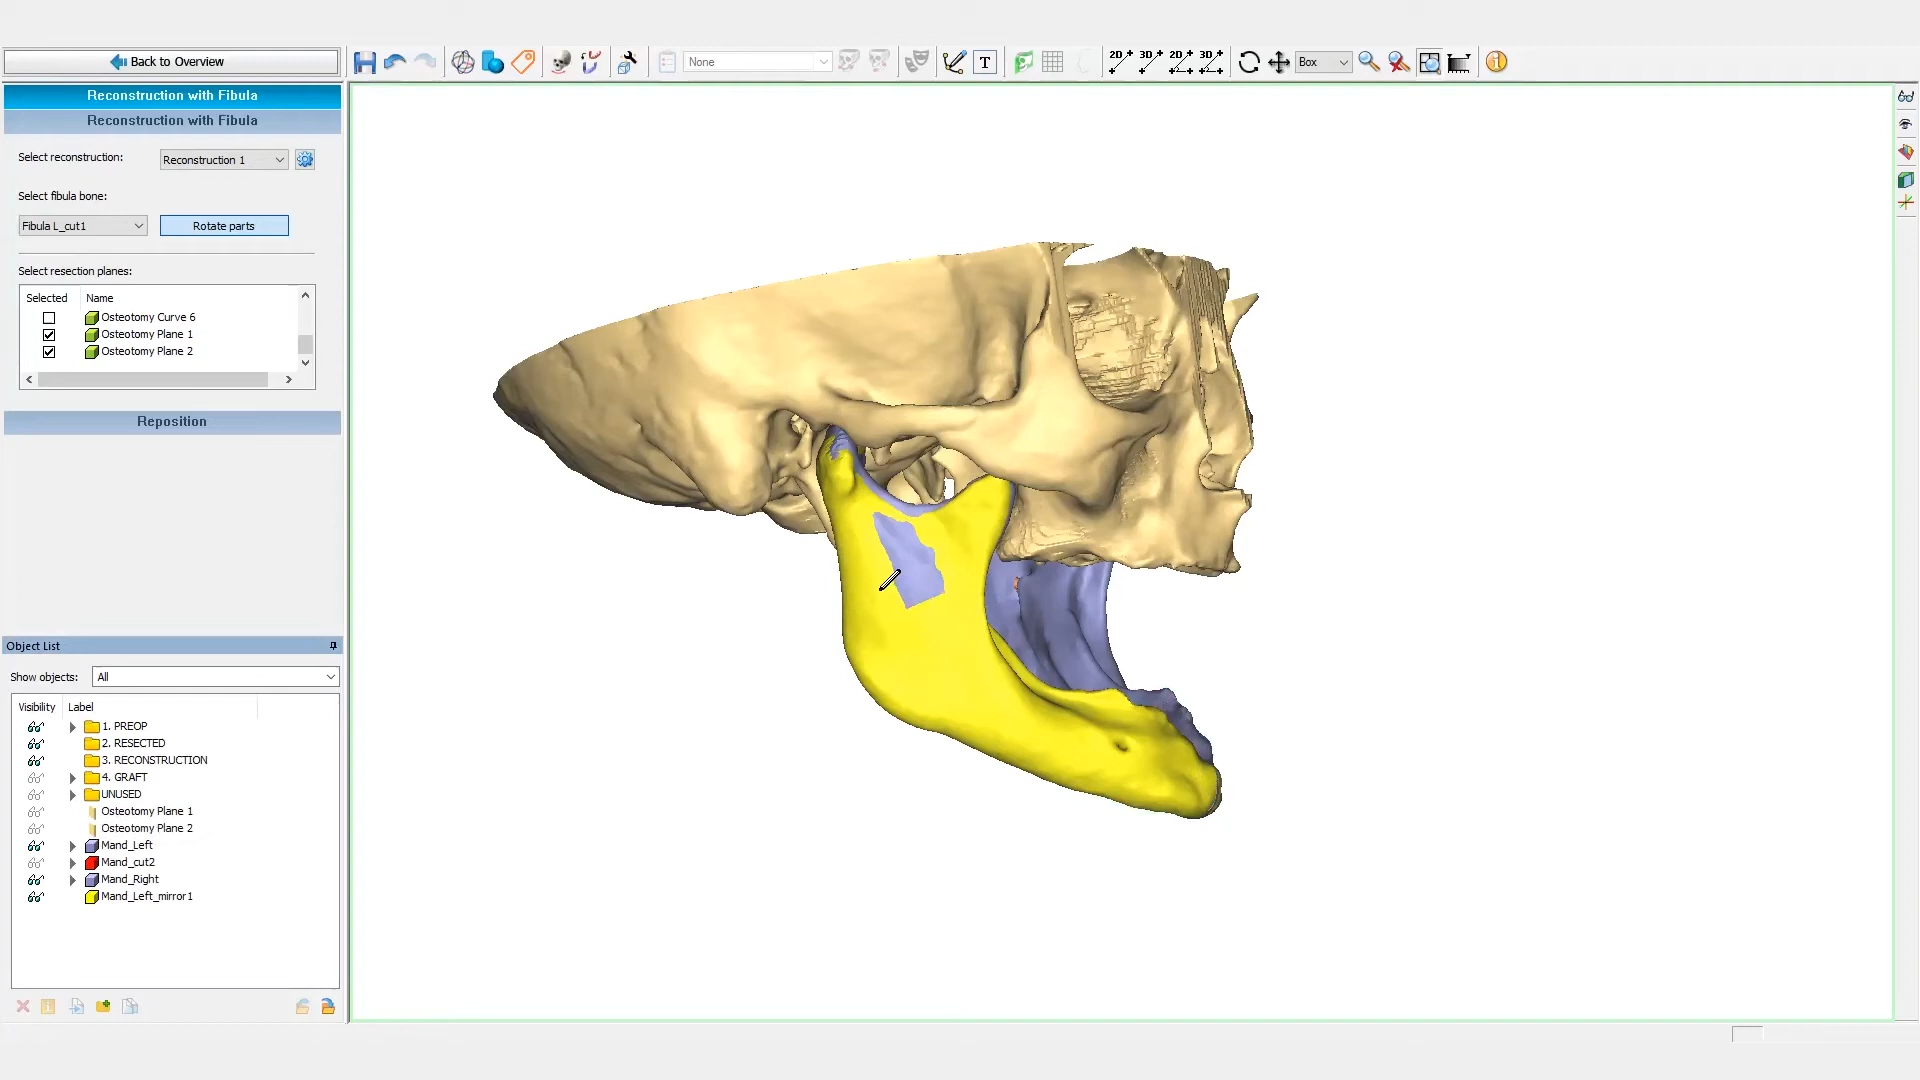 Back to Overview
None
T
2D
3D
2D
3D
Box
Reconstruction with Fibula
Reconstruction with Fibula
Select reconstruction:
Reconstruction 1
Select fibula bone:
Fibula L_cut1
Rotate parts
Select resection planes:
Selected Name
Osteotomy Curve 6
Osteotomy Plane 1
Osteotomy Plane 2
Reposition
Object List
Show objects:
All
Visibility Label
1. PREOP
2. RESECTED
3. RECONSTRUCTION
4. GRAFT
UNUSED
Osteotomy Plane 1
Osteotomy Plane 2
Mand_Left
Mand_cut2
Mand_Right
Mand_Left_mirror1